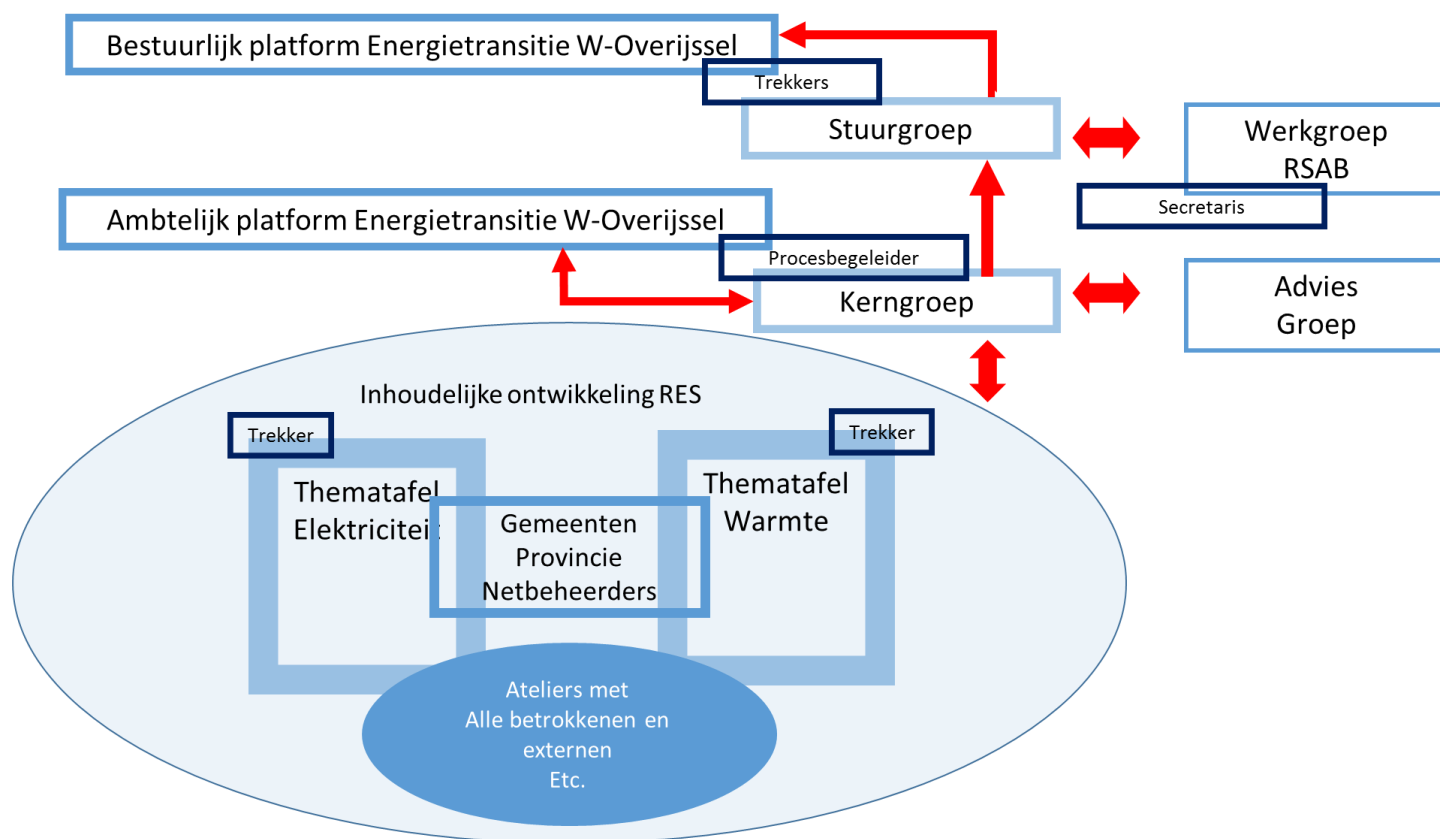 Bestuurlijk platform Energietransitie W-Overijssel
Trekkers
Stuurgroep
Werkgroep
RSAB
Secretaris
Ambtelijk platform Energietransitie W-Overijssel
Procesbegeleider
Kerngroep
Advies
Groep
Inhoudelijke ontwikkeling RES
Trekker
Thematafel
Elektriciteit
Trekker
Thematafel
Warmte
Gemeenten
Provincie
Netbeheerders
Ateliers met
Alle betrokkenen en
externen
Etc.